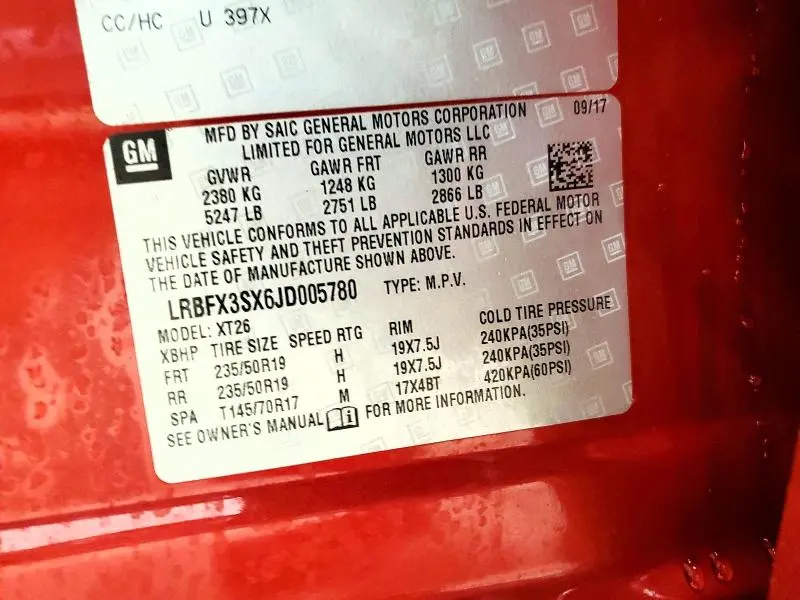 CC/HC U 397X
GM
MFD BY SAIC GENERAL MOTORS CORPORATION 09/17
LIMITED FOR GENERAL MOTORS LLC
GVWR GAWR FRT GAWR RR
2380 KG 1248 KG 1300 KG
5247 LB 2751 LB 2866 LB
THIS VEHICLE CONFORMS TO ALL APPLICABLE U.S. FEDERAL MOTOR
VEHICLE SAFETY AND THEFT PREVENTION STANDARDS IN EFFECT ON
THE DATE OF MANUFACTURE SHOWN ABOVE.
LRBFX3SX6JD005780 TYPE: M.P.V.
MODEL: XT26
XBHP TIRE SIZE SPEED RTG RIM COLD TIRE PRESSURE
FRT 235/50R19 H 19X7.5J 240KPA(35PSI)
RR 235/50R19 H 19X7.5J 240KPA(35PSI)
SPA T145/70R17 M 17X4BT 420KPA(60PSI)
SEE OWNER'S MANUAL i FOR MORE INFORMATION.